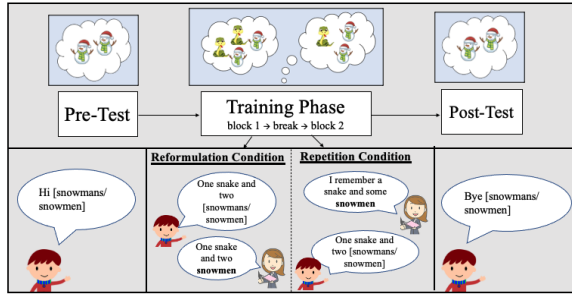 Pre-Test
Training Phase
block 1 → break → block 2
Post-Test
Reformulation Condition
Repetition Condition
Hi [snowmans/
snowmen]
One snake and
two
[snowmans/
snowmen]
One snake
and two
snowmen
I remember a
snake and some
snowmen
One snake and
two [snowmans/
snowmen]
Bye [snowmans/
snowmen]